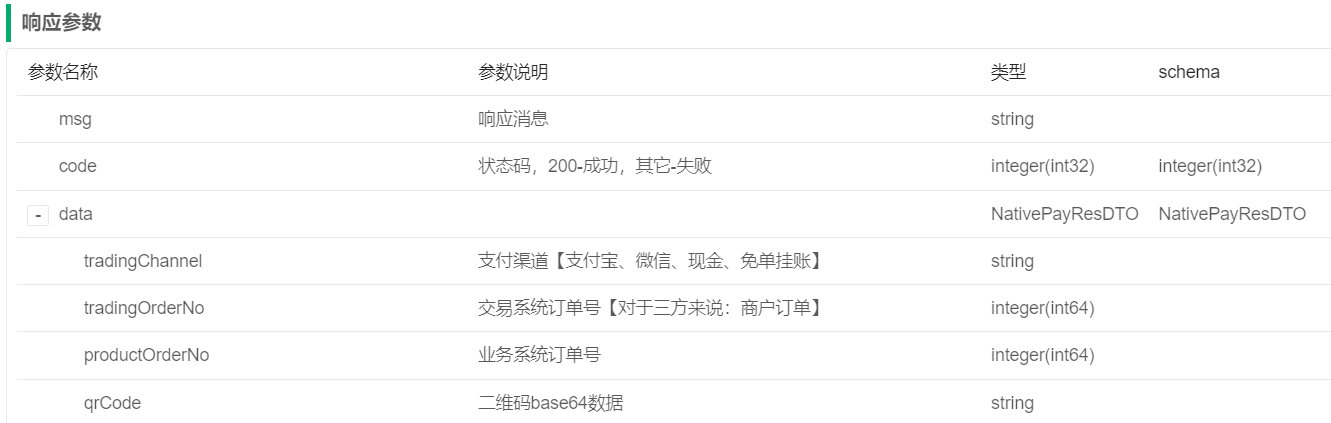 响应参数
参数名称 参数说明 类型 schema
msg 响应消息 string
code 状态码，200-成功，其它-失败 integer(int32) integer(int32)
- data NativePayResDTO NativePayResDTO
tradingChannel 支付渠道【支付宝、微信、现金、免单挂账】 string
tradingOrderNo 交易系统订单号【对于三方来说：商户订单】 integer(int64)
productOrderNo 业务系统订单号 integer(int64)
qrCode 二维码base64数据 string